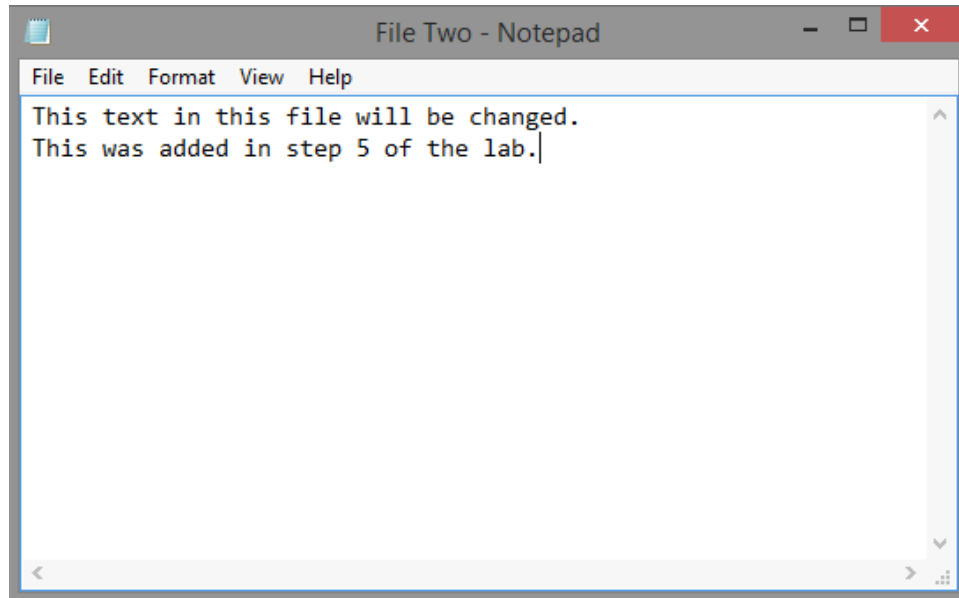 File Two - Notepad
File Edit Format View Help
This text in this file will be changed.
This was added in step 5 of the lab.